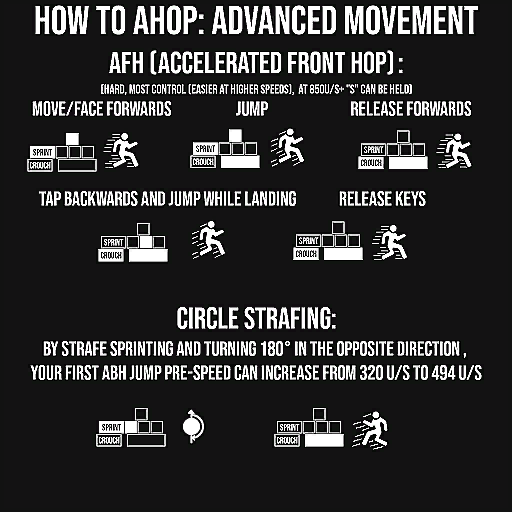 HOW TO AHOP: ADVANCED MOVEMENT
AFH (ACCELERATED FRONT HOP) :
(HARD, MOST CONTROL (EASIER AT HIGHER SPEEDS), AT 850U/S+ "S" CAN BE HELD)
MOVE/FACE FORWARDS JUMP RELEASE FORWARDS
SPRINT SPRINT SPRINT
CROUCH CROUCH CROUCH
TAP BACKWARDS AND JUMP WHILE LANDING RELEASE KEYS
SPRINT SPRINT
CROUCH CROUCH
CIRCLE STRAFING:
BY STRAFE SPRINTING AND TURNING 180° IN THE OPPOSITE DIRECTION ,
YOUR FIRST ABH JUMP PRE-SPEED CAN INCREASE FROM 320 U/S TO 494 U/S
SPRINT SPRINT
CROUCH CROUCH